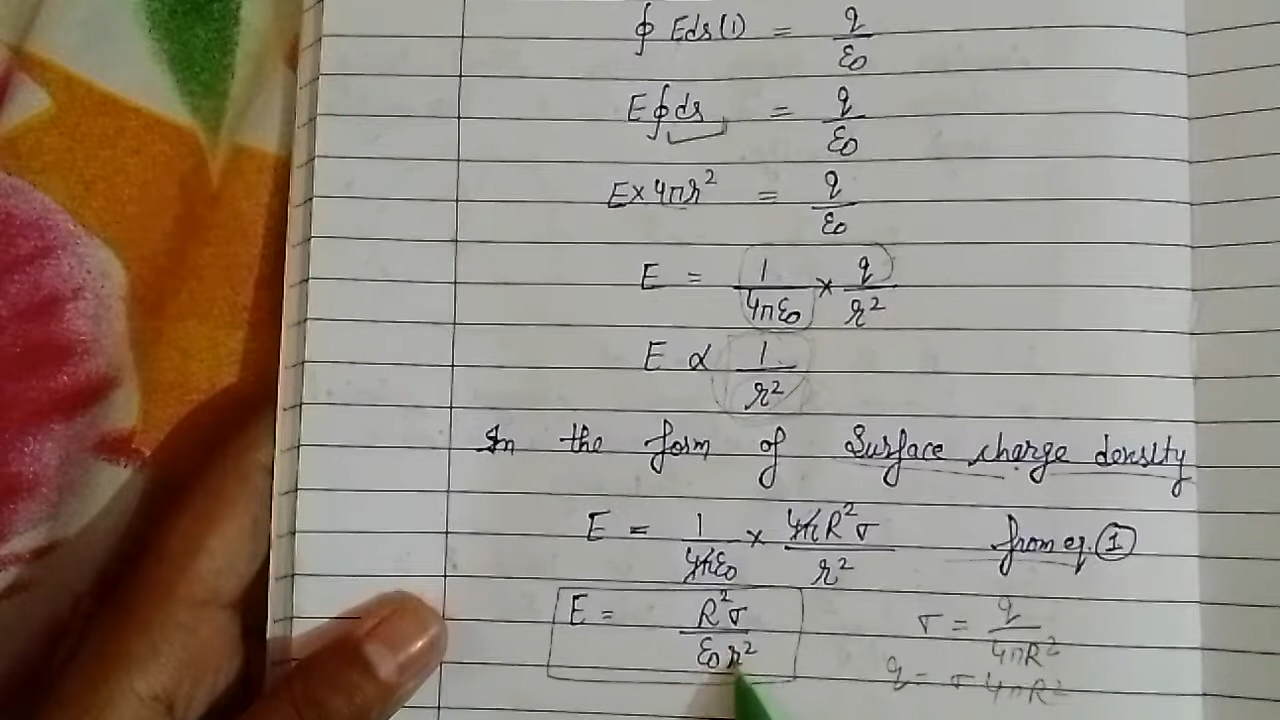 ∮ Eds(1) = q/ε₀
E∮ds = q/ε₀
E×4πr² = q/ε₀
E = 1/4πε₀ × q/r²
E ∝ 1/r²
In the form of Surface charge density
E = 1/4πε₀ × 4πR²σ/r² from eq. ①
E = R²σ/ε₀r² σ = q/4πR²
q = σ 4πR²